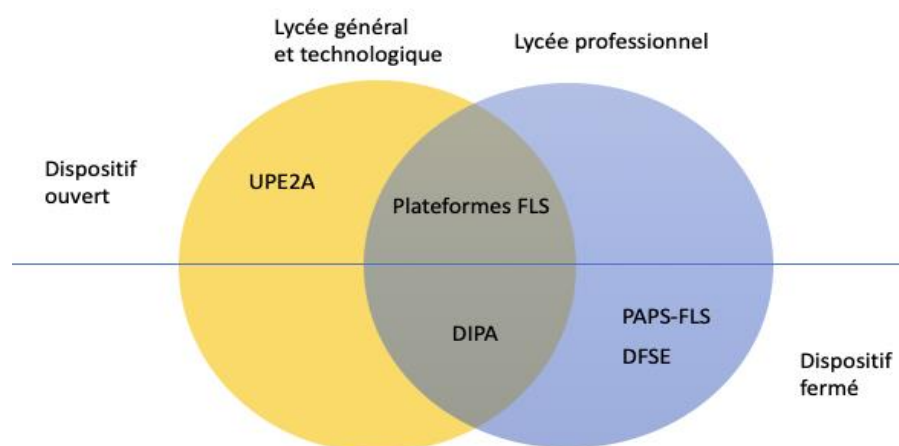 Lycée général
et technologique
Lycée professionnel
Dispositif
ouvert
UPE2A
Plateformes FLS
DIPA
PAPS-FLS
DFSE
Dispositif
fermé